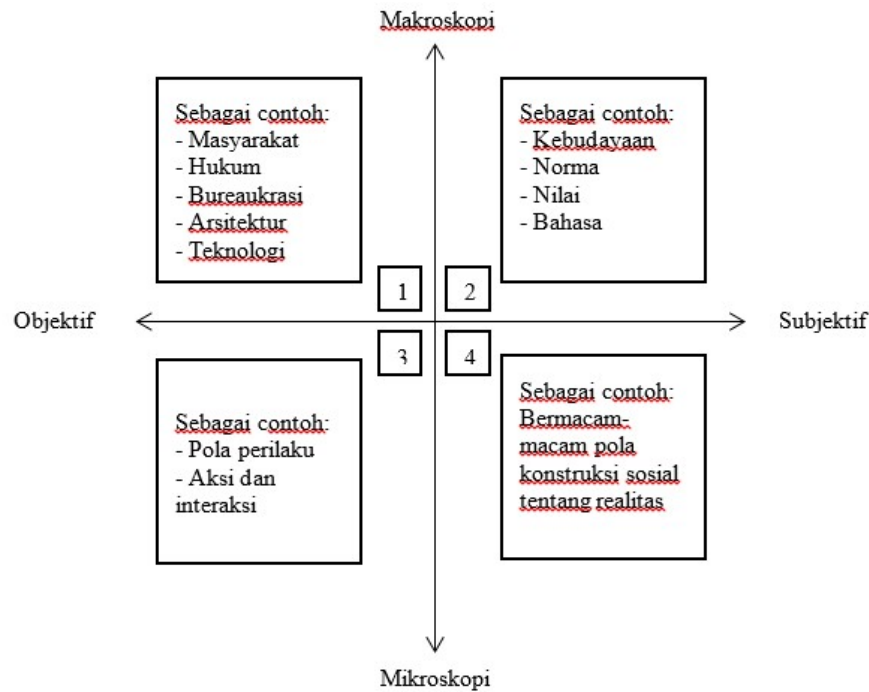 Makroskopi
Sebagai contoh:
- Masyarakat
- Hukum
- Bureaukrasi
- Arsitektur
- Teknologi
Sebagai contoh:
- Kebudayaan
- Norma
- Nilai
- Bahasa
1
2
Objektif
Subjektif
3
4
Sebagai contoh:
- Pola perilaku
- Aksi dan
interaksi
Sebagai contoh:
Bermacam-
macam pola
konstruksi sosial
tentang realitas
Mikroskopi